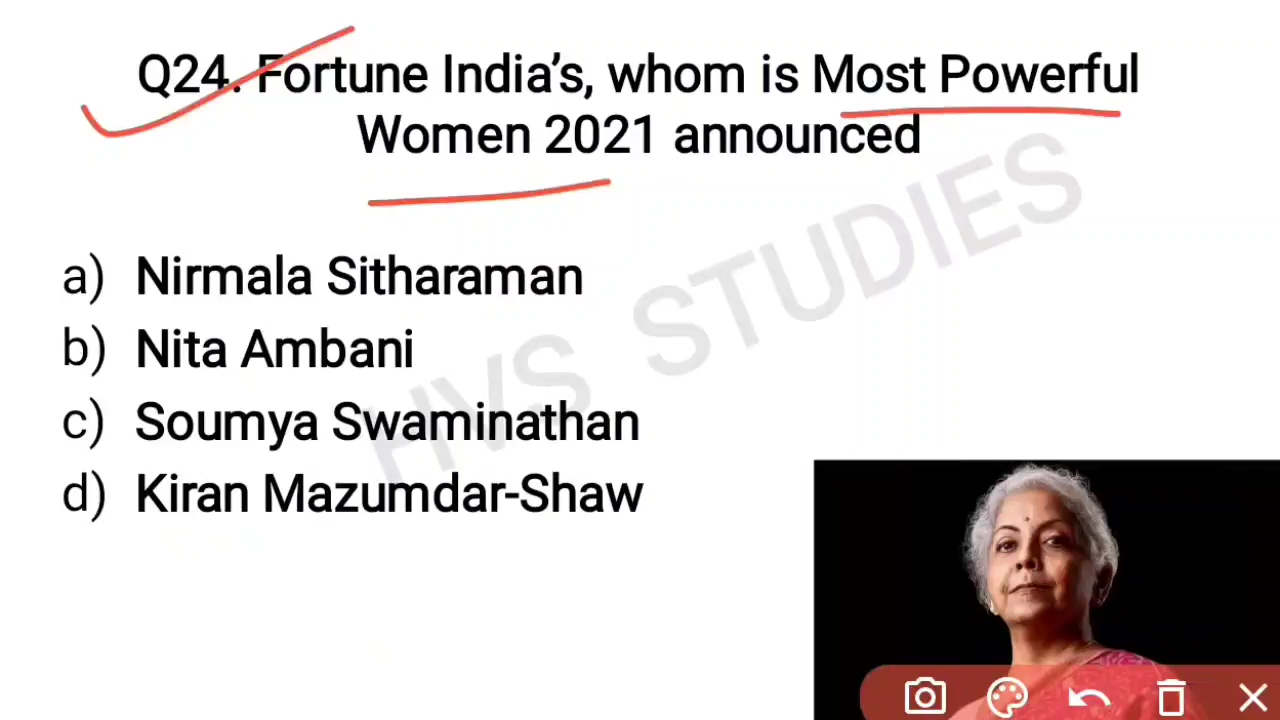 Q24. Fortune India’s, whom is Most Powerful
Women 2021 announced
a) Nirmala Sitharaman
b) Nita Ambani
c) Soumya Swaminathan
d) Kiran Mazumdar-Shaw
HVS STUDIES